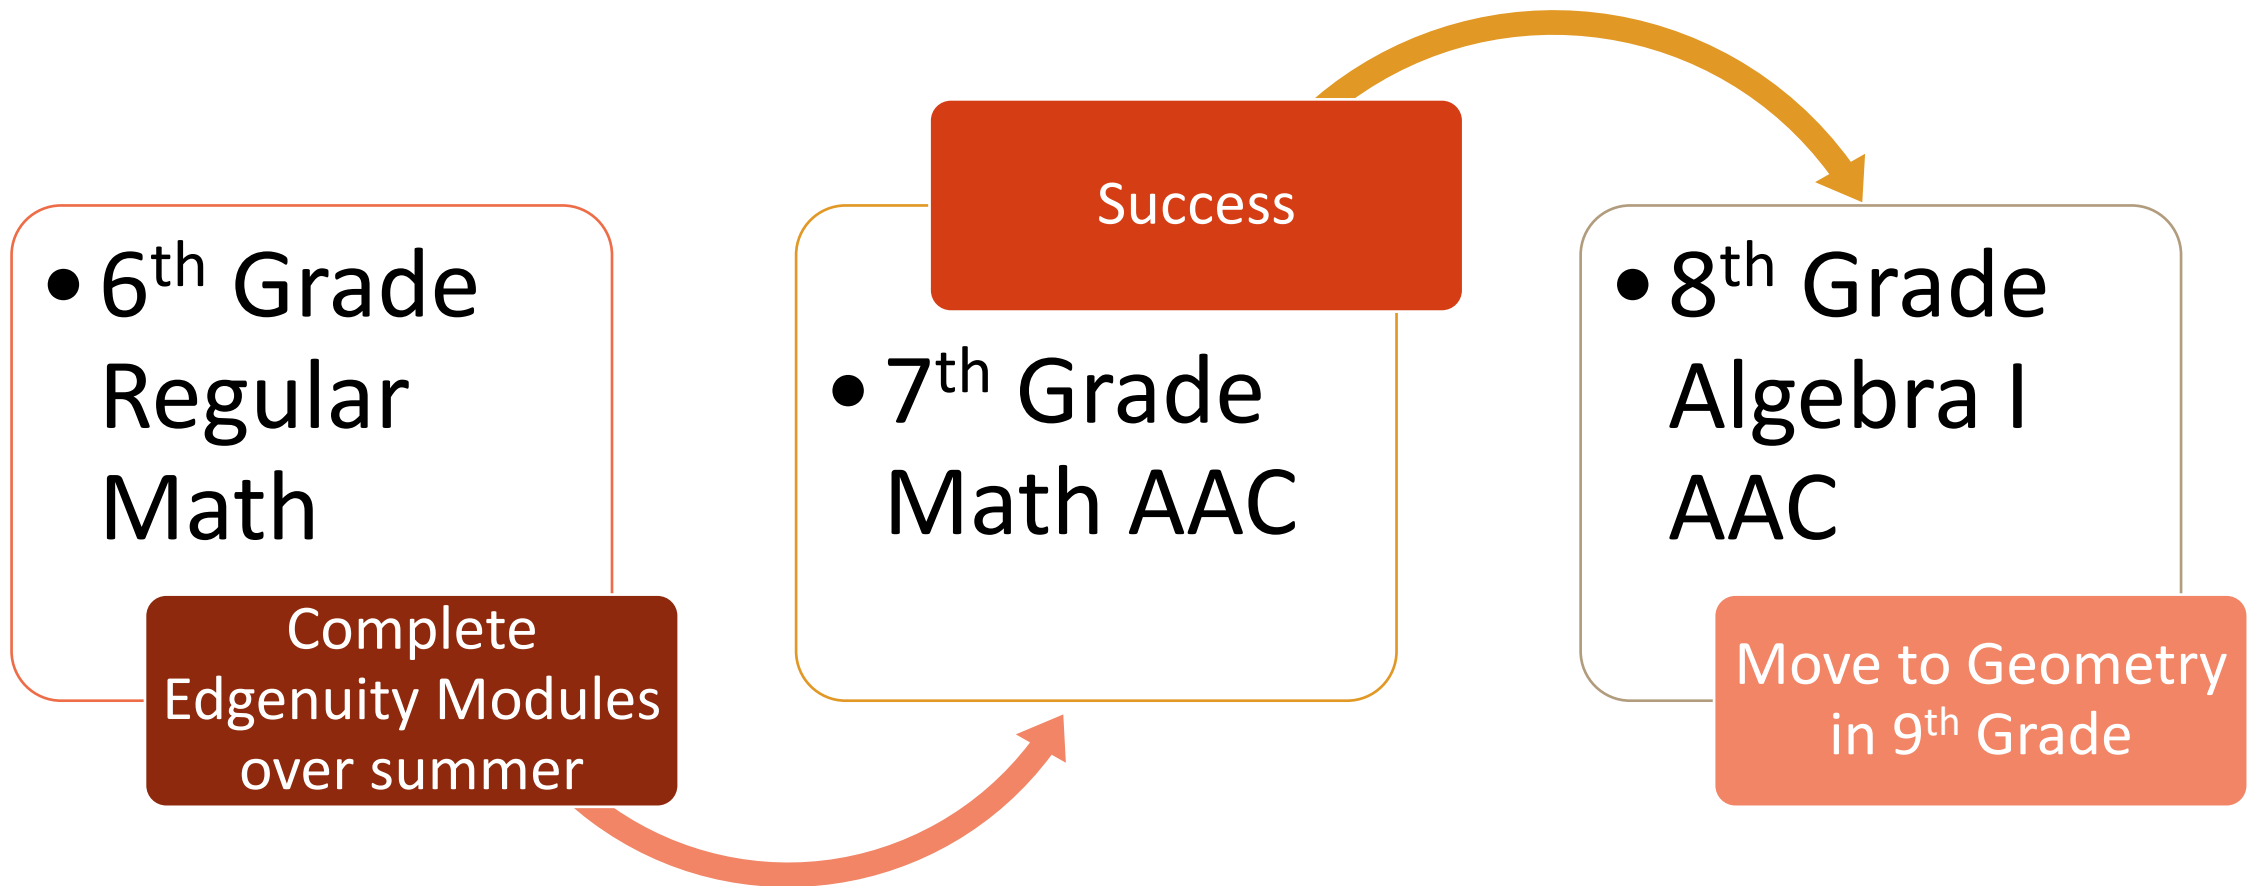 • 6th Grade
Regular
Math
Complete
Edgenuity Modules
over summer
Success
• 7th Grade
Math AAC
• 8th Grade
Algebra I
AAC
Move to Geometry
in 9th Grade